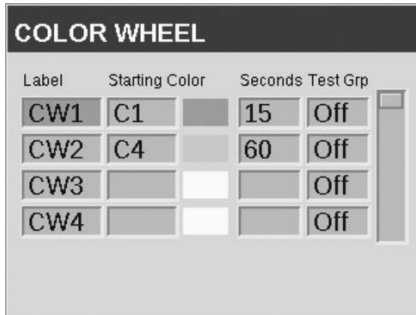 COLOR WHEEL
Label Starting Color Seconds Test Grp
CW1 C1 15 Off
CW2 C4 60 Off
CW3 Off
CW4 Off